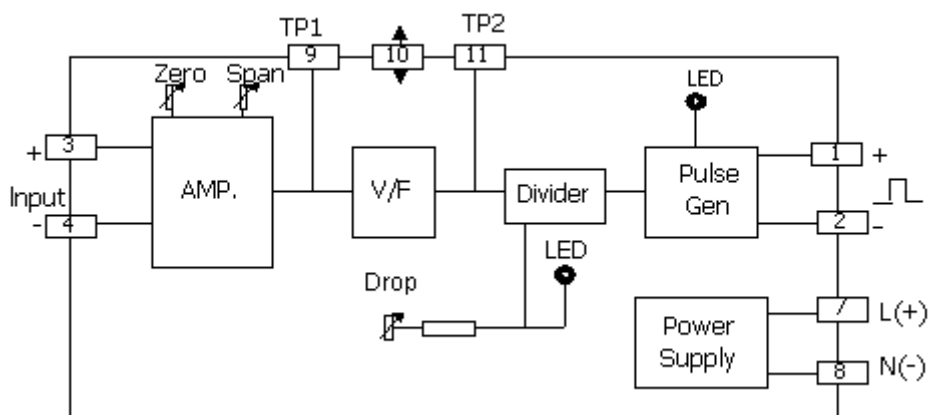 TP1
TP2
9
10
11
Zero
Span
LED
3
+
1
+
AMP.
V/F
Pulse
Gen
Input
Divider
-
4
2
-
LED
Drop
Power
Supply
7
L(+)
8
N(-)